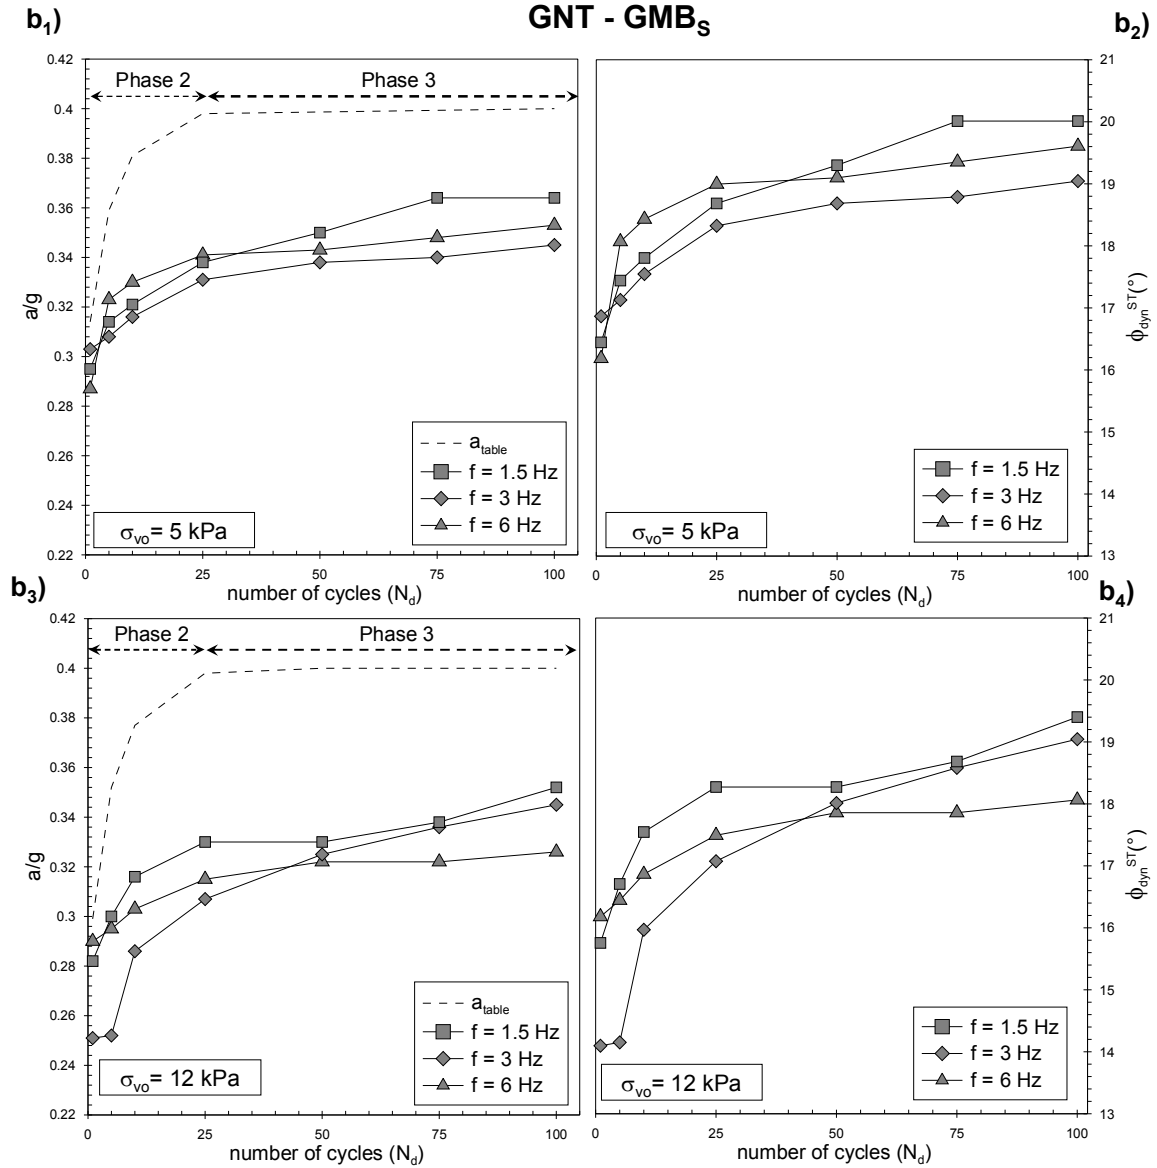 GNT - GMBS
b1)
b2)
0.42
0.4
0.38
0.36
0.34
0.32
0.3
0.28
0.26
0.24
0.22
a/g
Phase 2
Phase 3
atable
f = 1.5 Hz
f = 3 Hz
f = 6 Hz
σvo= 5 kPa
0
25
50
75
100
number of cycles (Nd)
21
20
19
18
17
16
15
14
13
ϕdynST(°)
f = 1.5 Hz
f = 3 Hz
f = 6 Hz
σvo= 5 kPa
0
25
50
75
100
number of cycles (Nd)
b3)
b4)
0.42
0.4
0.38
0.36
0.34
0.32
0.3
0.28
0.26
0.24
0.22
a/g
Phase 2
Phase 3
atable
f = 1.5 Hz
f = 3 Hz
f = 6 Hz
σvo= 12 kPa
0
25
50
75
100
number of cycles (Nd)
21
20
19
18
17
16
15
14
13
ϕdynST(°)
f = 1.5 Hz
f = 3 Hz
f = 6 Hz
σvo= 12 kPa
0
25
50
75
100
number of cycles (Nd)